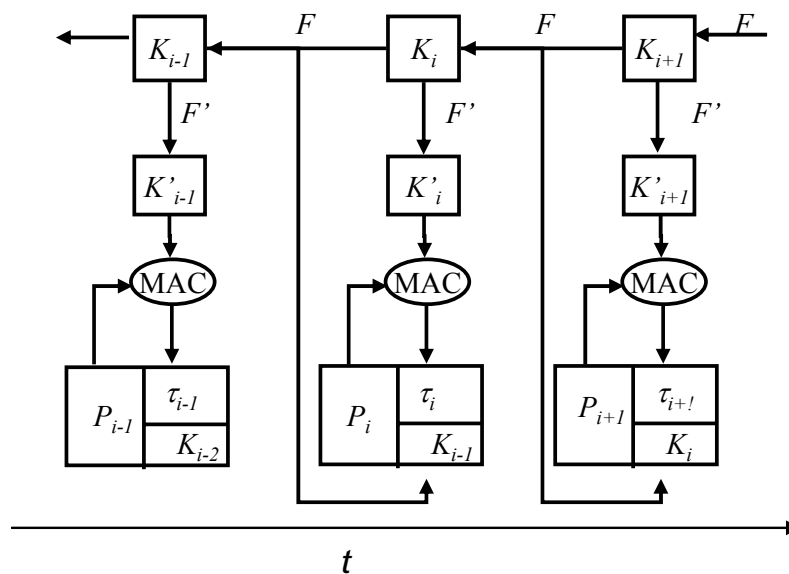 F F F
K_{i-1} K_i K_{i+1}
F’ F’ F’
K’_{i-1} K’_i K’_{i+1}
MAC MAC MAC
P_{i-1} τ_{i-1} P_i τ_i P_{i+1} τ_{i+!}
K_{i-2} K_{i-1} K_i
t